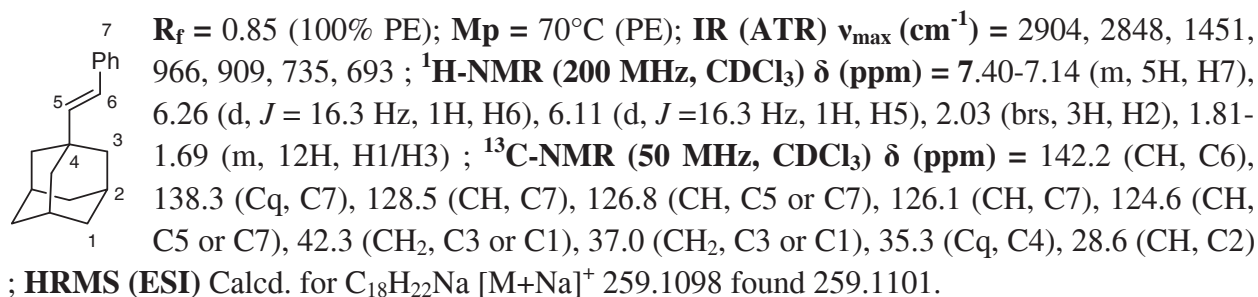 7
Ph
5
6
3
4
2
1
R_f = 0.85 (100% PE); Mp = 70°C (PE); IR (ATR) ν_max (cm⁻¹) = 2904, 2848, 1451,
966, 909, 735, 693 ; ¹H-NMR (200 MHz, CDCl₃) δ (ppm) = 7.40-7.14 (m, 5H, H7),
6.26 (d, J = 16.3 Hz, 1H, H6), 6.11 (d, J =16.3 Hz, 1H, H5), 2.03 (brs, 3H, H2), 1.81-
1.69 (m, 12H, H1/H3) ; ¹³C-NMR (50 MHz, CDCl₃) δ (ppm) = 142.2 (CH, C6),
138.3 (Cq, C7), 128.5 (CH, C7), 126.8 (CH, C5 or C7), 126.1 (CH, C7), 124.6 (CH,
C5 or C7), 42.3 (CH₂, C3 or C1), 37.0 (CH₂, C3 or C1), 35.3 (Cq, C4), 28.6 (CH, C2)
; HRMS (ESI) Calcd. for C₁₈H₂₂Na [M+Na]⁺ 259.1098 found 259.1101.